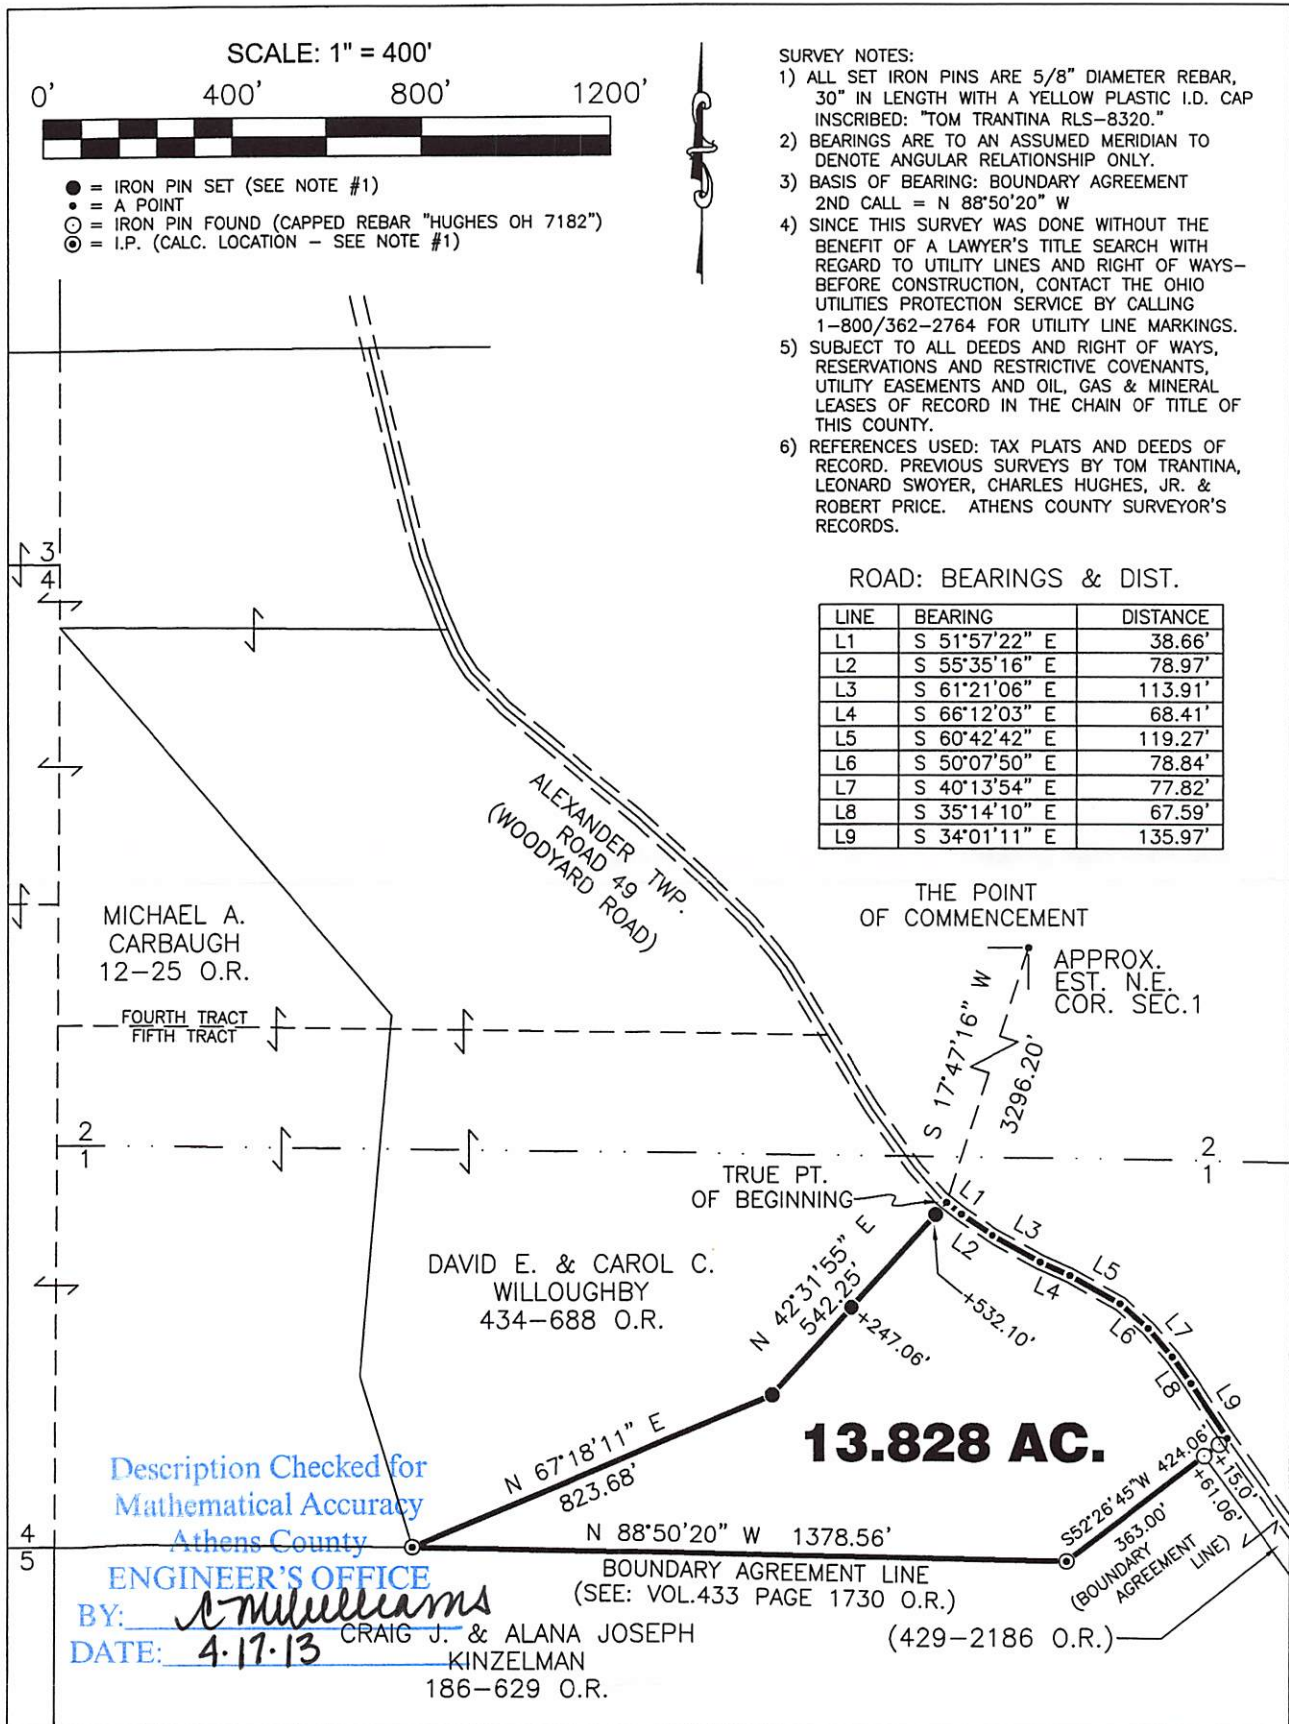 SCALE: 1" = 400'
0' 400' 800' 1200'
● = IRON PIN SET (SEE NOTE #1)
• = A POINT
⊙ = IRON PIN FOUND (CAPPED REBAR "HUGHES OH 7182")
◉ = I.P. (CALC. LOCATION – SEE NOTE #1)
SURVEY NOTES:
1) ALL SET IRON PINS ARE 5/8" DIAMETER REBAR,
30" IN LENGTH WITH A YELLOW PLASTIC I.D. CAP
INSCRIBED: "TOM TRANTINA RLS–8320."
2) BEARINGS ARE TO AN ASSUMED MERIDIAN TO
DENOTE ANGULAR RELATIONSHIP ONLY.
3) BASIS OF BEARING: BOUNDARY AGREEMENT
2ND CALL = N 88°50'20" W
4) SINCE THIS SURVEY WAS DONE WITHOUT THE
BENEFIT OF A LAWYER'S TITLE SEARCH WITH
REGARD TO UTILITY LINES AND RIGHT OF WAYS–
BEFORE CONSTRUCTION, CONTACT THE OHIO
UTILITIES PROTECTION SERVICE BY CALLING
1–800/362–2764 FOR UTILITY LINE MARKINGS.
5) SUBJECT TO ALL DEEDS AND RIGHT OF WAYS,
RESERVATIONS AND RESTRICTIVE COVENANTS,
UTILITY EASEMENTS AND OIL, GAS & MINERAL
LEASES OF RECORD IN THE CHAIN OF TITLE OF
THIS COUNTY.
6) REFERENCES USED: TAX PLATS AND DEEDS OF
RECORD. PREVIOUS SURVEYS BY TOM TRANTINA,
LEONARD SWOYER, CHARLES HUGHES, JR. &
ROBERT PRICE. ATHENS COUNTY SURVEYOR'S
RECORDS.
ROAD: BEARINGS & DIST.
LINE BEARING DISTANCE
L1 S 51°57'22" E 38.66'
L2 S 55°35'16" E 78.97'
L3 S 61°21'06" E 113.91'
L4 S 66°12'03" E 68.41'
L5 S 60°42'42" E 119.27'
L6 S 50°07'50" E 78.84'
L7 S 40°13'54" E 77.82'
L8 S 35°14'10" E 67.59'
L9 S 34°01'11" E 135.97'
3
4
ALEXANDER TWP.
ROAD 49
(WOODYARD ROAD)
MICHAEL A.
CARBAUGH
12–25 O.R.
FOURTH TRACT
FIFTH TRACT
THE POINT
OF COMMENCEMENT
APPROX.
EST. N.E.
COR. SEC.1
S 17°47'16" W
3296.20'
2
1
2
1
TRUE PT.
OF BEGINNING
L1
L2
L3
L4
L5
L6
L7
L8
L9
DAVID E. & CAROL C.
WILLOUGHBY
434–688 O.R.
N 42°31'55" E
542.25'
+532.10'
+247.06'
N 67°18'11" E
823.68'
13.828 AC.
S52°26'45"W 424.06'
363.00'
+15.0'
+61.06'
(BOUNDARY
AGREEMENT
LINE)
N 88°50'20" W 1378.56'
BOUNDARY AGREEMENT LINE
(SEE: VOL.433 PAGE 1730 O.R.)
(429–2186 O.R.)
4
5
Description Checked for
Mathematical Accuracy
Athens County
ENGINEER'S OFFICE
BY: CMWilliams
DATE: 4·17·13
CRAIG J. & ALANA JOSEPH
KINZELMAN
186–629 O.R.